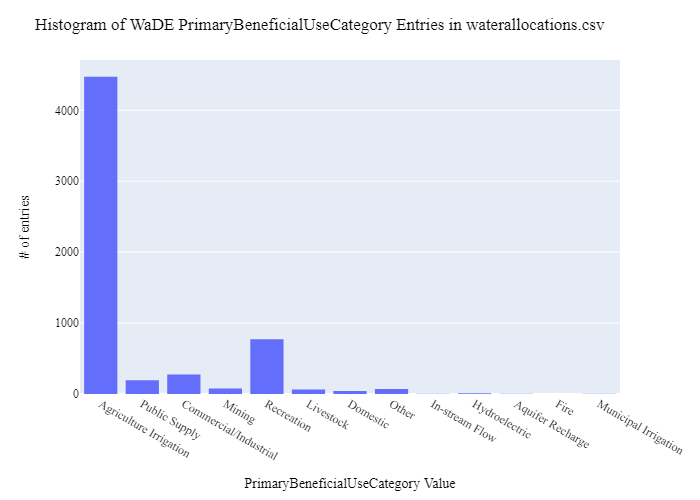 Histogram of WaDE PrimaryBeneficialUseCategory Entries in waterallocations.csv
# of entries
4000
3000
2000
1000
0
Agriculture Irrigation
Public Supply
Commercial/Industrial
Mining
Recreation
Livestock
Domestic
Other
In-stream Flow
Hydroelectric
Aquifer Recharge
Fire
Municipal Irrigation
PrimaryBeneficialUseCategory Value